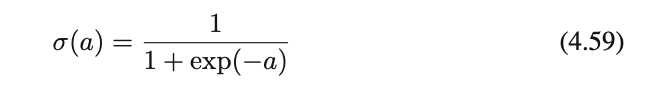 σ(a) = 1 / (1 + exp(−a)) (4.59)